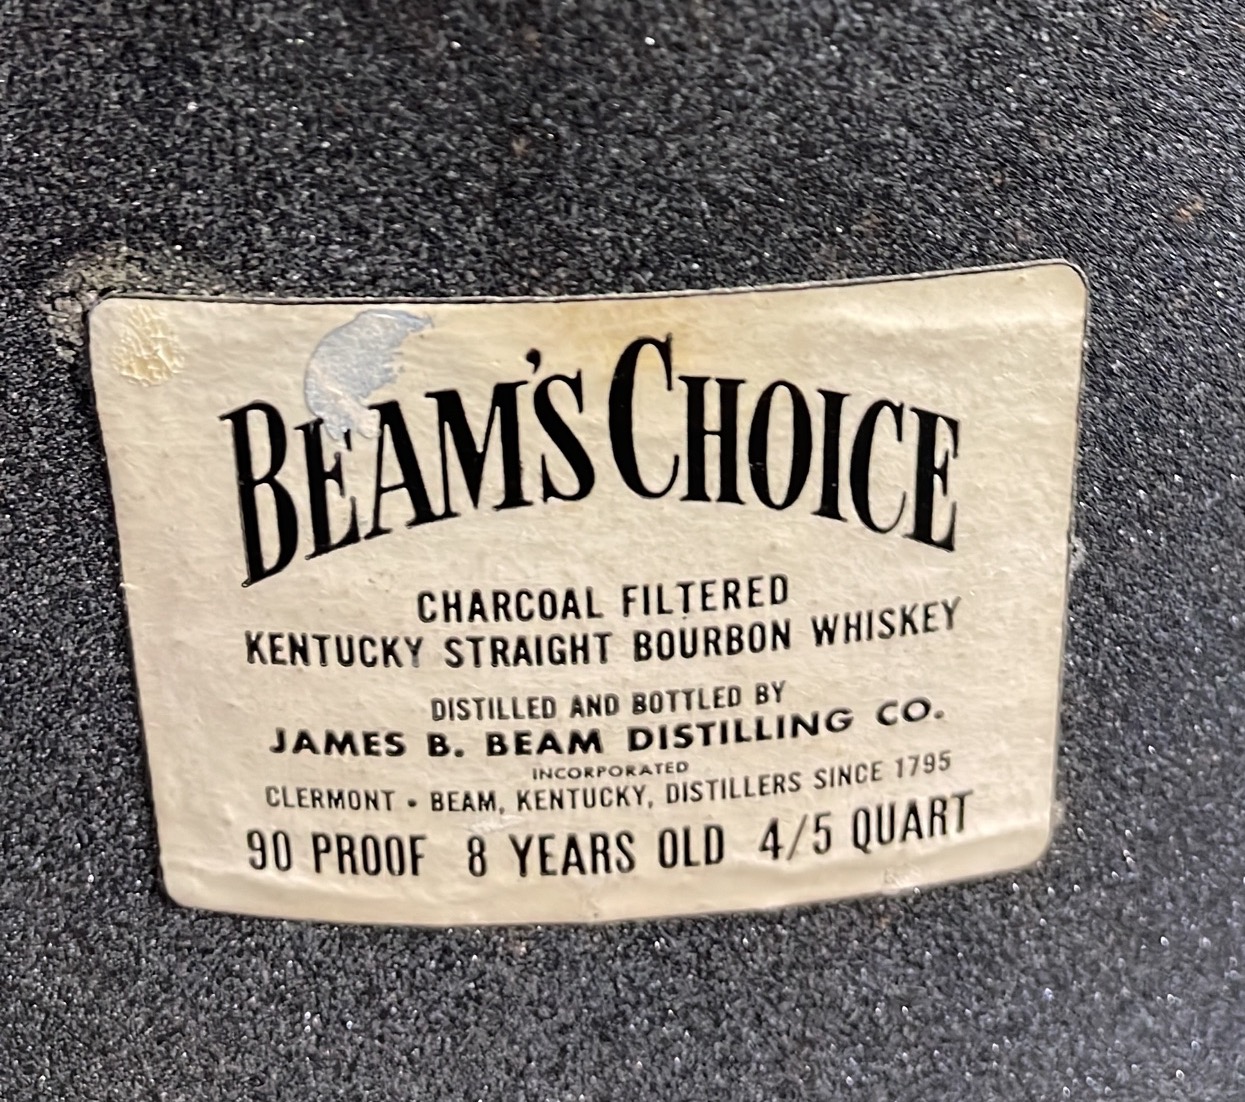 BEAM'S CHOICE
CHARCOAL FILTERED
KENTUCKY STRAIGHT BOURBON WHISKEY
DISTILLED AND BOTTLED BY
JAMES B. BEAM DISTILLING CO.
INCORPORATED
CLERMONT • BEAM, KENTUCKY, DISTILLERS SINCE 1795
90 PROOF 8 YEARS OLD 4/5 QUART